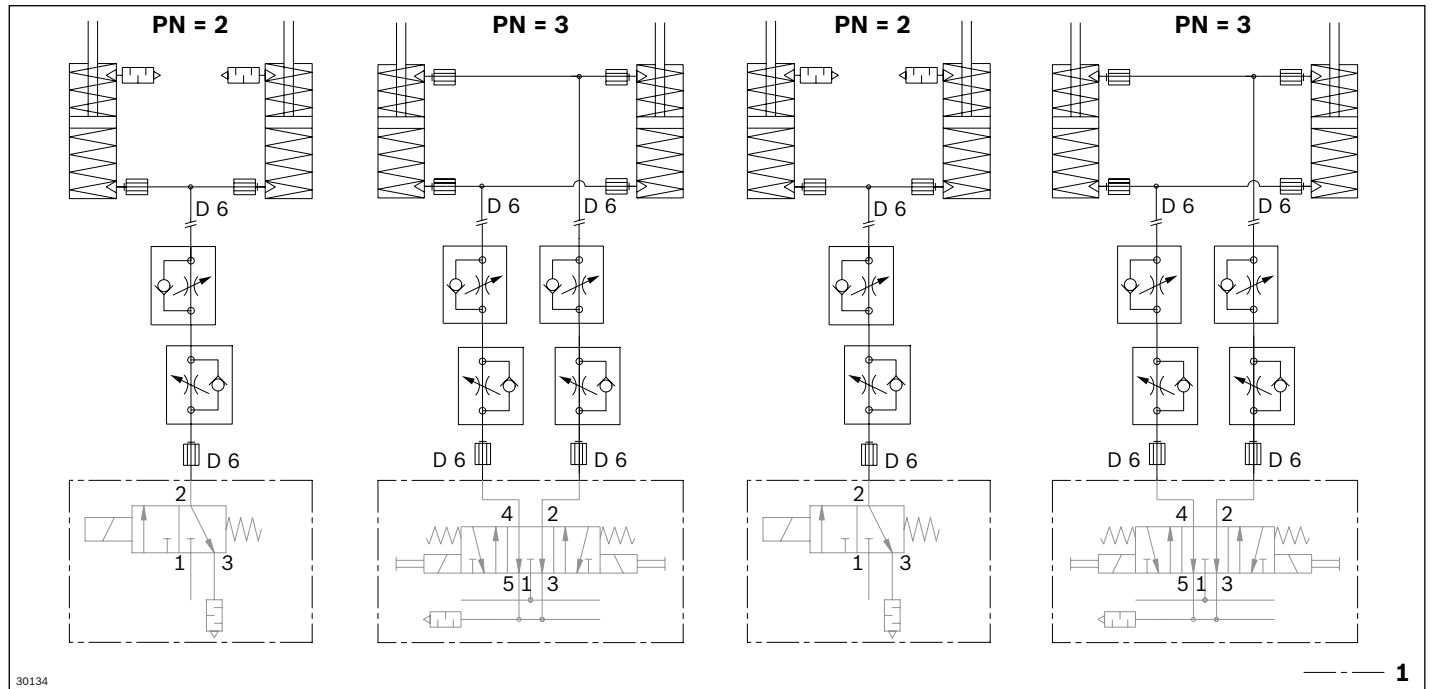 PN = 2 PN = 3 PN = 2 PN = 3
D 6 D 6 D 6 D 6 D 6 D 6
D 6 D 6 D 6 D 6 D 6 D 6
2 2
4 2 4 2
1 3 1 3
5 1 3 5 1 3
30134
1